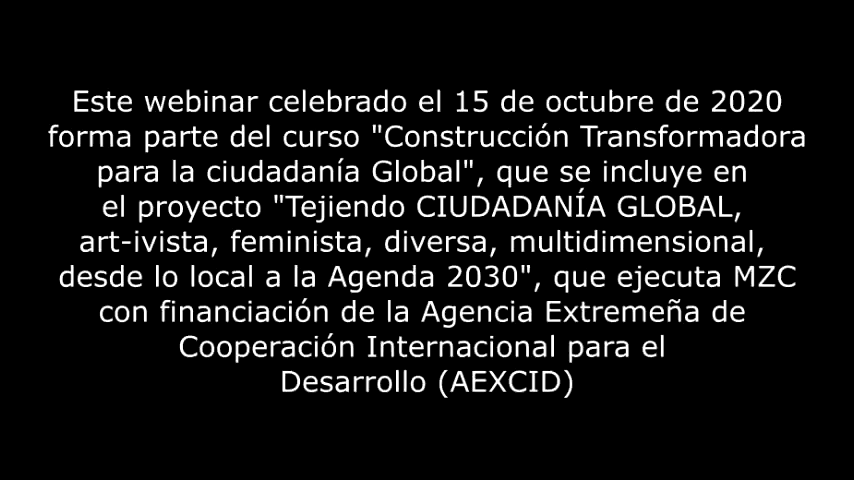 Este webinar celebrado el 15 de octubre de 2020
forma parte del curso "Construcción Transformadora
para la ciudadanía Global", que se incluye en
el proyecto "Tejiendo CIUDADANÍA GLOBAL,
art-ivista, feminista, diversa, multidimensional,
desde lo local a la Agenda 2030", que ejecuta MZC
con financiación de la Agencia Extremeña de
Cooperación Internacional para el
Desarrollo (AEXCID)